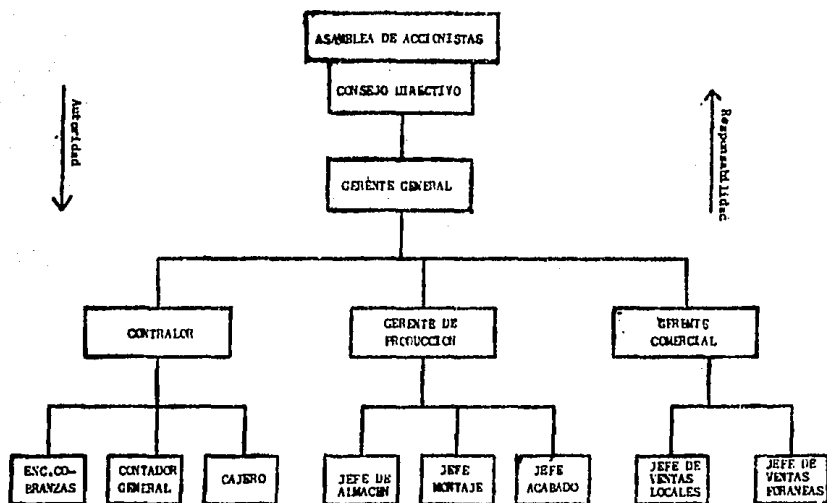 ASAMBLEA DE ACCIONISTAS
CONSEJO DIRECTIVO
Autoridad
Responsabilidad
GERENTE GENERAL
CONTRALOR
GERENTE DE
PRODUCCION
GERENTE
COMERCIAL
ENC.CO-
BRANZAS
CONTADOR
GENERAL
CAJERO
JEFE DE
ALMACEN
JEFE
MONTAJE
JEFE
ACABADO
JEFE DE
VENTAS
LOCALES
JEFE DE
VENTAS
FORANEAS